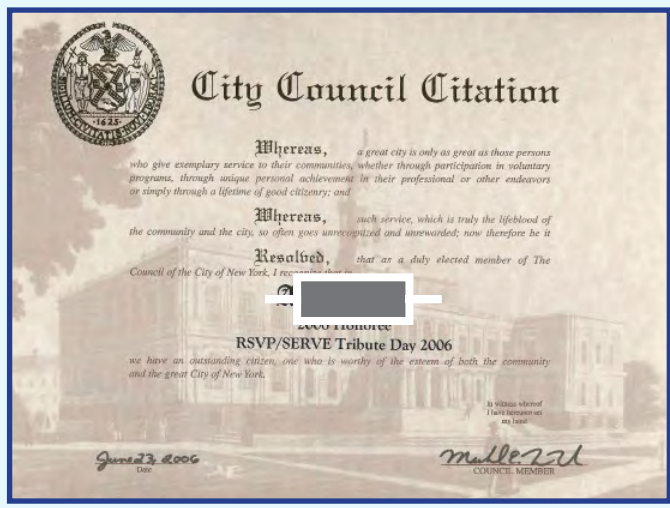 City Council Citation
·1625·
Whereas, a great city is only as great as those persons
who give exemplary service to their communities, whether through participation in voluntary
programs, through unique personal achievement in their professional or other endeavors
or simply through a lifetime of good citizenry; and
Whereas, such service, which is truly the lifeblood of
the community and the city, so often goes unrecognized and unrewarded; now therefore be it
Resolved, that as a duly elected member of The
Council of the City of New York, I recognize that in
2006 Honoree
RSVP/SERVE Tribute Day 2006
we have an outstanding citizen, one who is worthy of the esteem of both the community
and the great City of New York.
In witness whereof
I have hereunto set
my hand
June 23, 2006
Date
COUNCIL MEMBER